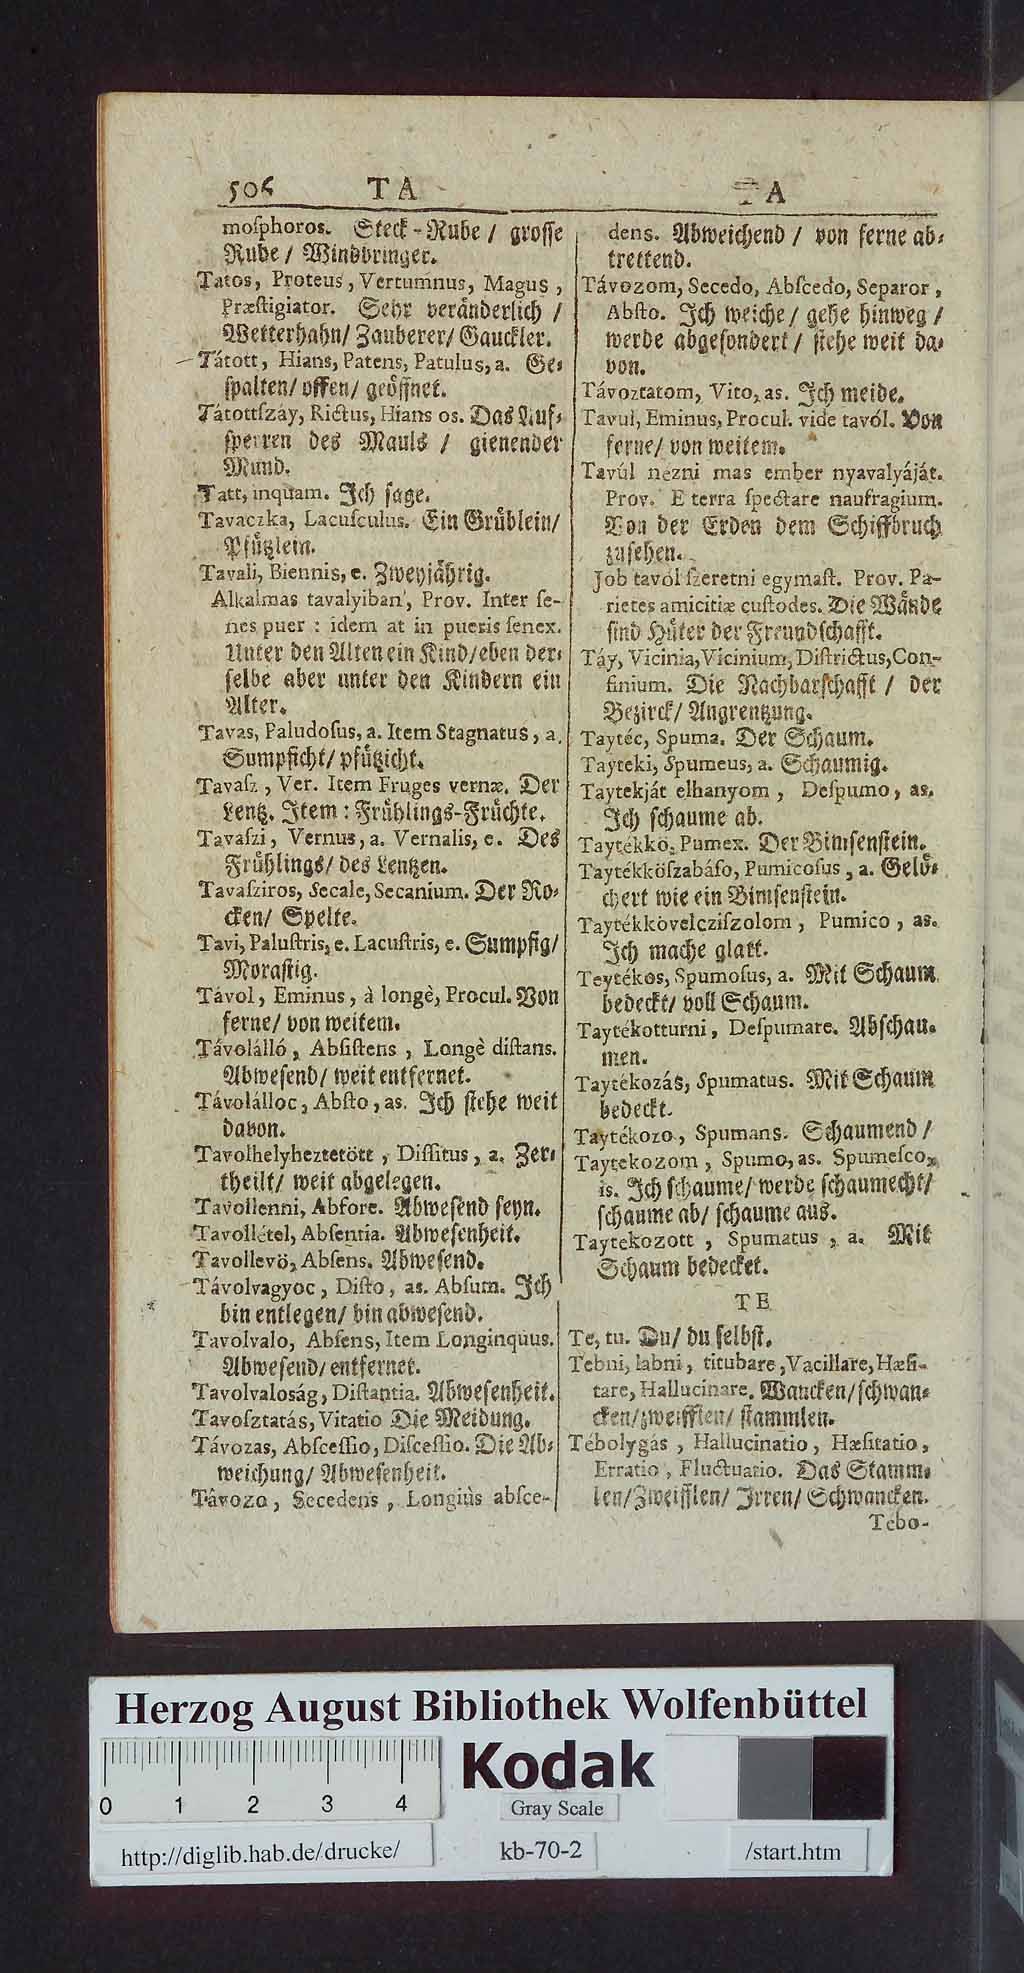 506 TA
moſphoros. Steck-Rube / groſſe
Rube / Windbringer.
Tatos, Proteus, Vertumnus, Magus,
Præſtigiator. Sehr veränderlich /
Wetterhahn/ Zauberer/ Gauckler.
Tátott, Hians, Patens, Patulus, a. Ge-
ſpalten/ offen/ geöffnet.
Tátottſzáy, Rictus, Hians os. Das Auf-
ſperren des Mauls / gienender
Mund.
Tatt, inquam. Ich ſage.
Tavaczka, Lacuſculus. Ein Grüblein/
Pfützlein.
Tavali, Biennis, e. Zweyjährig.
Alkalmas tavalyiban, Prov. Inter ſe-
nes puer : idem at in pueris ſenex.
Unter den Alten ein Kind/ eben der-
ſelbe aber unter den Kindern ein
Alter.
Tavas, Paludoſus, a. Item Stagnatus, a.
Sumpficht/ pfützicht.
Tavaſz, Ver. Item Fruges vernæ. Der
Lentz. Item : Frühlings-Früchte.
Tavaſzi, Vernus, a. Vernalis, e. Des
Frühlings/ des Lentzen.
Tavaſziros, Secale, Secanium. Der Ro-
cken/ Spelte.
Tavi, Paluſtris, e. Lacuſtris, e. Sumpfig/
Moraſtig.
Távol, Eminus, à longè, Procul. Von
ferne/ von weitem.
Távolálló, Abſiſtens, Longè diſtans.
Abweſend/ weit entfernet.
Távolálloc, Abſto, as. Ich ſtehe weit
davon.
Tavolhelyheztetött, Diſſitus, a. Zer-
theilt/ weit abgelegen.
Tavollenni, Abfore. Abweſend ſeyn.
Tavollétel, Abſentia. Abweſenheit.
Tavollevö, Abſens. Abweſend.
Távolvagyoc, Diſto, as. Abſum. Ich
bin entlegen/ bin abweſend.
Tavolvalo, Abſens, Item Longinquus.
Abweſend/ entfernet.
Tavolvaloság, Diſtantia. Abweſenheit.
Tavoſztatás, Vitatio Die Meidung.
Távozas, Abſceſſio, Diſceſſio. Die Ab-
weichung/ Abweſenheit.
Távozo, Secedens, Longiùs abſce-
TA
dens. Abweichend / von ferne ab-
trettend.
Távozom, Secedo, Abſcedo, Separor,
Abſto. Ich weiche / gehe hinweg /
werde abgeſondert / ſtehe weit da-
von.
Távoztatom, Vito, as. Ich meide.
Tavul, Eminus, Procul. vide tavól. Von
ferne/ von weitem.
Tavúl nézni mas ember nyavalyáját.
Prov. E terra ſpectare naufragium.
Von der Erden dem Schiffbruch
zuſehen.
Job tavól ſzeretni egymaſt. Prov. Pa-
rietes amicitiæ cuſtodes. Die Wände
ſind Hüter der Freundſchafft.
Táy, Vicinia, Vicinium, Diſtrictus, Con-
finium. Die Nachbarſchafft / der
Bezirck/ Angrentzung.
Taytéc, Spuma. Der Schaum.
Tayteki, Spumeus, a. Schaumig.
Taytekját elhanyom, Deſpumo, as.
Ich ſchaume ab.
Taytékkö, Pumex. Der Bimſenſtein.
Taytékköſzabáſo, Pumicoſus, a. Gelö-
chert wie ein Bimſenſtein.
Taytékkövelcziſzolom, Pumico, as.
Ich mache glatt.
Teytékos, Spumoſus, a. Mit Schaum
bedeckt/ voll Schaum.
Taytékotturni, Deſpumare. Abſchau-
men.
Taytékozás, Spumatus. Mit Schaum
bedeckt.
Taytékozo, Spumans. Schaumend /
Taytekozom, Spumo, as. Spumeſco,
is. Ich ſchaume/ werde ſchaumecht/
ſchaume ab/ ſchaume aus.
Taytekozott, Spumatus, a. Mit
Schaum bedecket.
TE
Te, tu. Du/ du ſelbſt.
Tebni, labni, titubare, Vacillare, Hæſi-
tare, Hallucinare. Wancken/ ſchwan-
cken/ zweifflen/ ſtammlen.
Tébolygás, Hallucinatio, Hæſitatio,
Erratio, Fluctuatio. Das Stamm-
len/ Zweifflen/ Irren/ Schwancken.
Tebo-
Herzog August Bibliothek Wolfenbüttel
Kodak
0 1 2 3 4
Gray Scale
http://diglib.hab.de/drucke/ kb-70-2 /start.htm